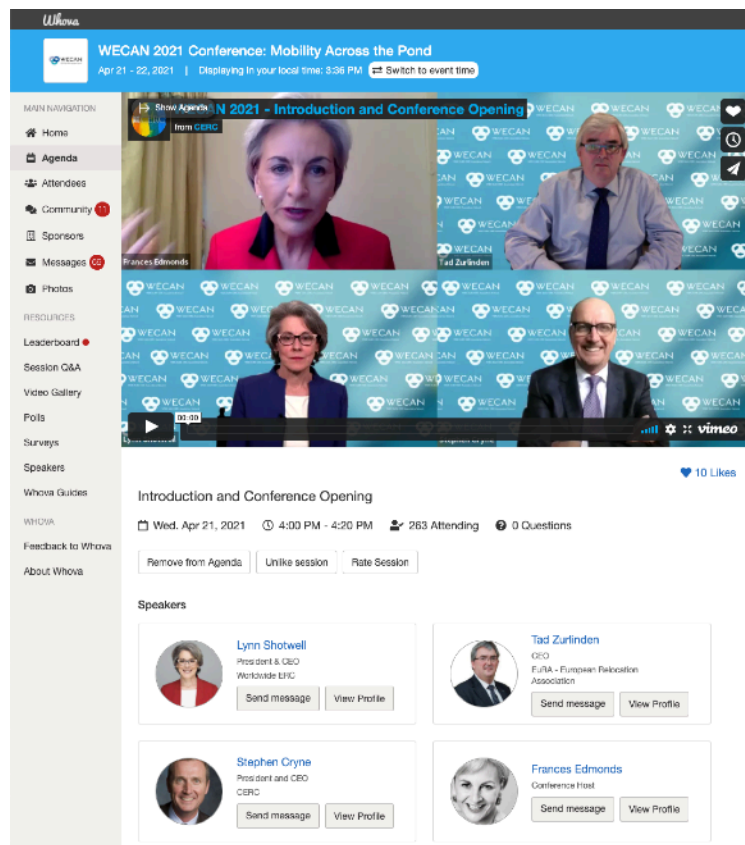 Whova
WECAN
WECAN 2021 Conference: Mobility Across the Pond
Apr 21 - 22, 2021 | Displaying in your local time: 3:36 PM Switch to event time
MAIN NAVIGATION
Home
Agenda
Attendees
Community 11
Sponsors
Messages
Photos
RESOURCES
Leaderboard
Session Q&A
Video Gallery
Polls
Surveys
Speakers
Whova Guides
WHOVA
Feedback to Whova
About Whova
Show Agenda
N 2021 - Introduction and Conference Opening
from CERC
WECAN
Frances Edmonds
Tad Zurlinden
00:00
Stephen Cryne
vimeo
10 Likes
Introduction and Conference Opening
Wed. Apr 21, 2021 4:00 PM - 4:20 PM 263 Attending 0 Questions
Remove from Agenda Unlike session Rate Session
Speakers
Lynn Shotwell
President & CEO
Worldwide ERC
Send message View Profile
Tad Zurlinden
CEO
EuRA - European Relocation
Association
Send message View Profile
Stephen Cryne
President and CEO
CERC
Send message View Profile
Frances Edmonds
Conference Host
Send message View Profile